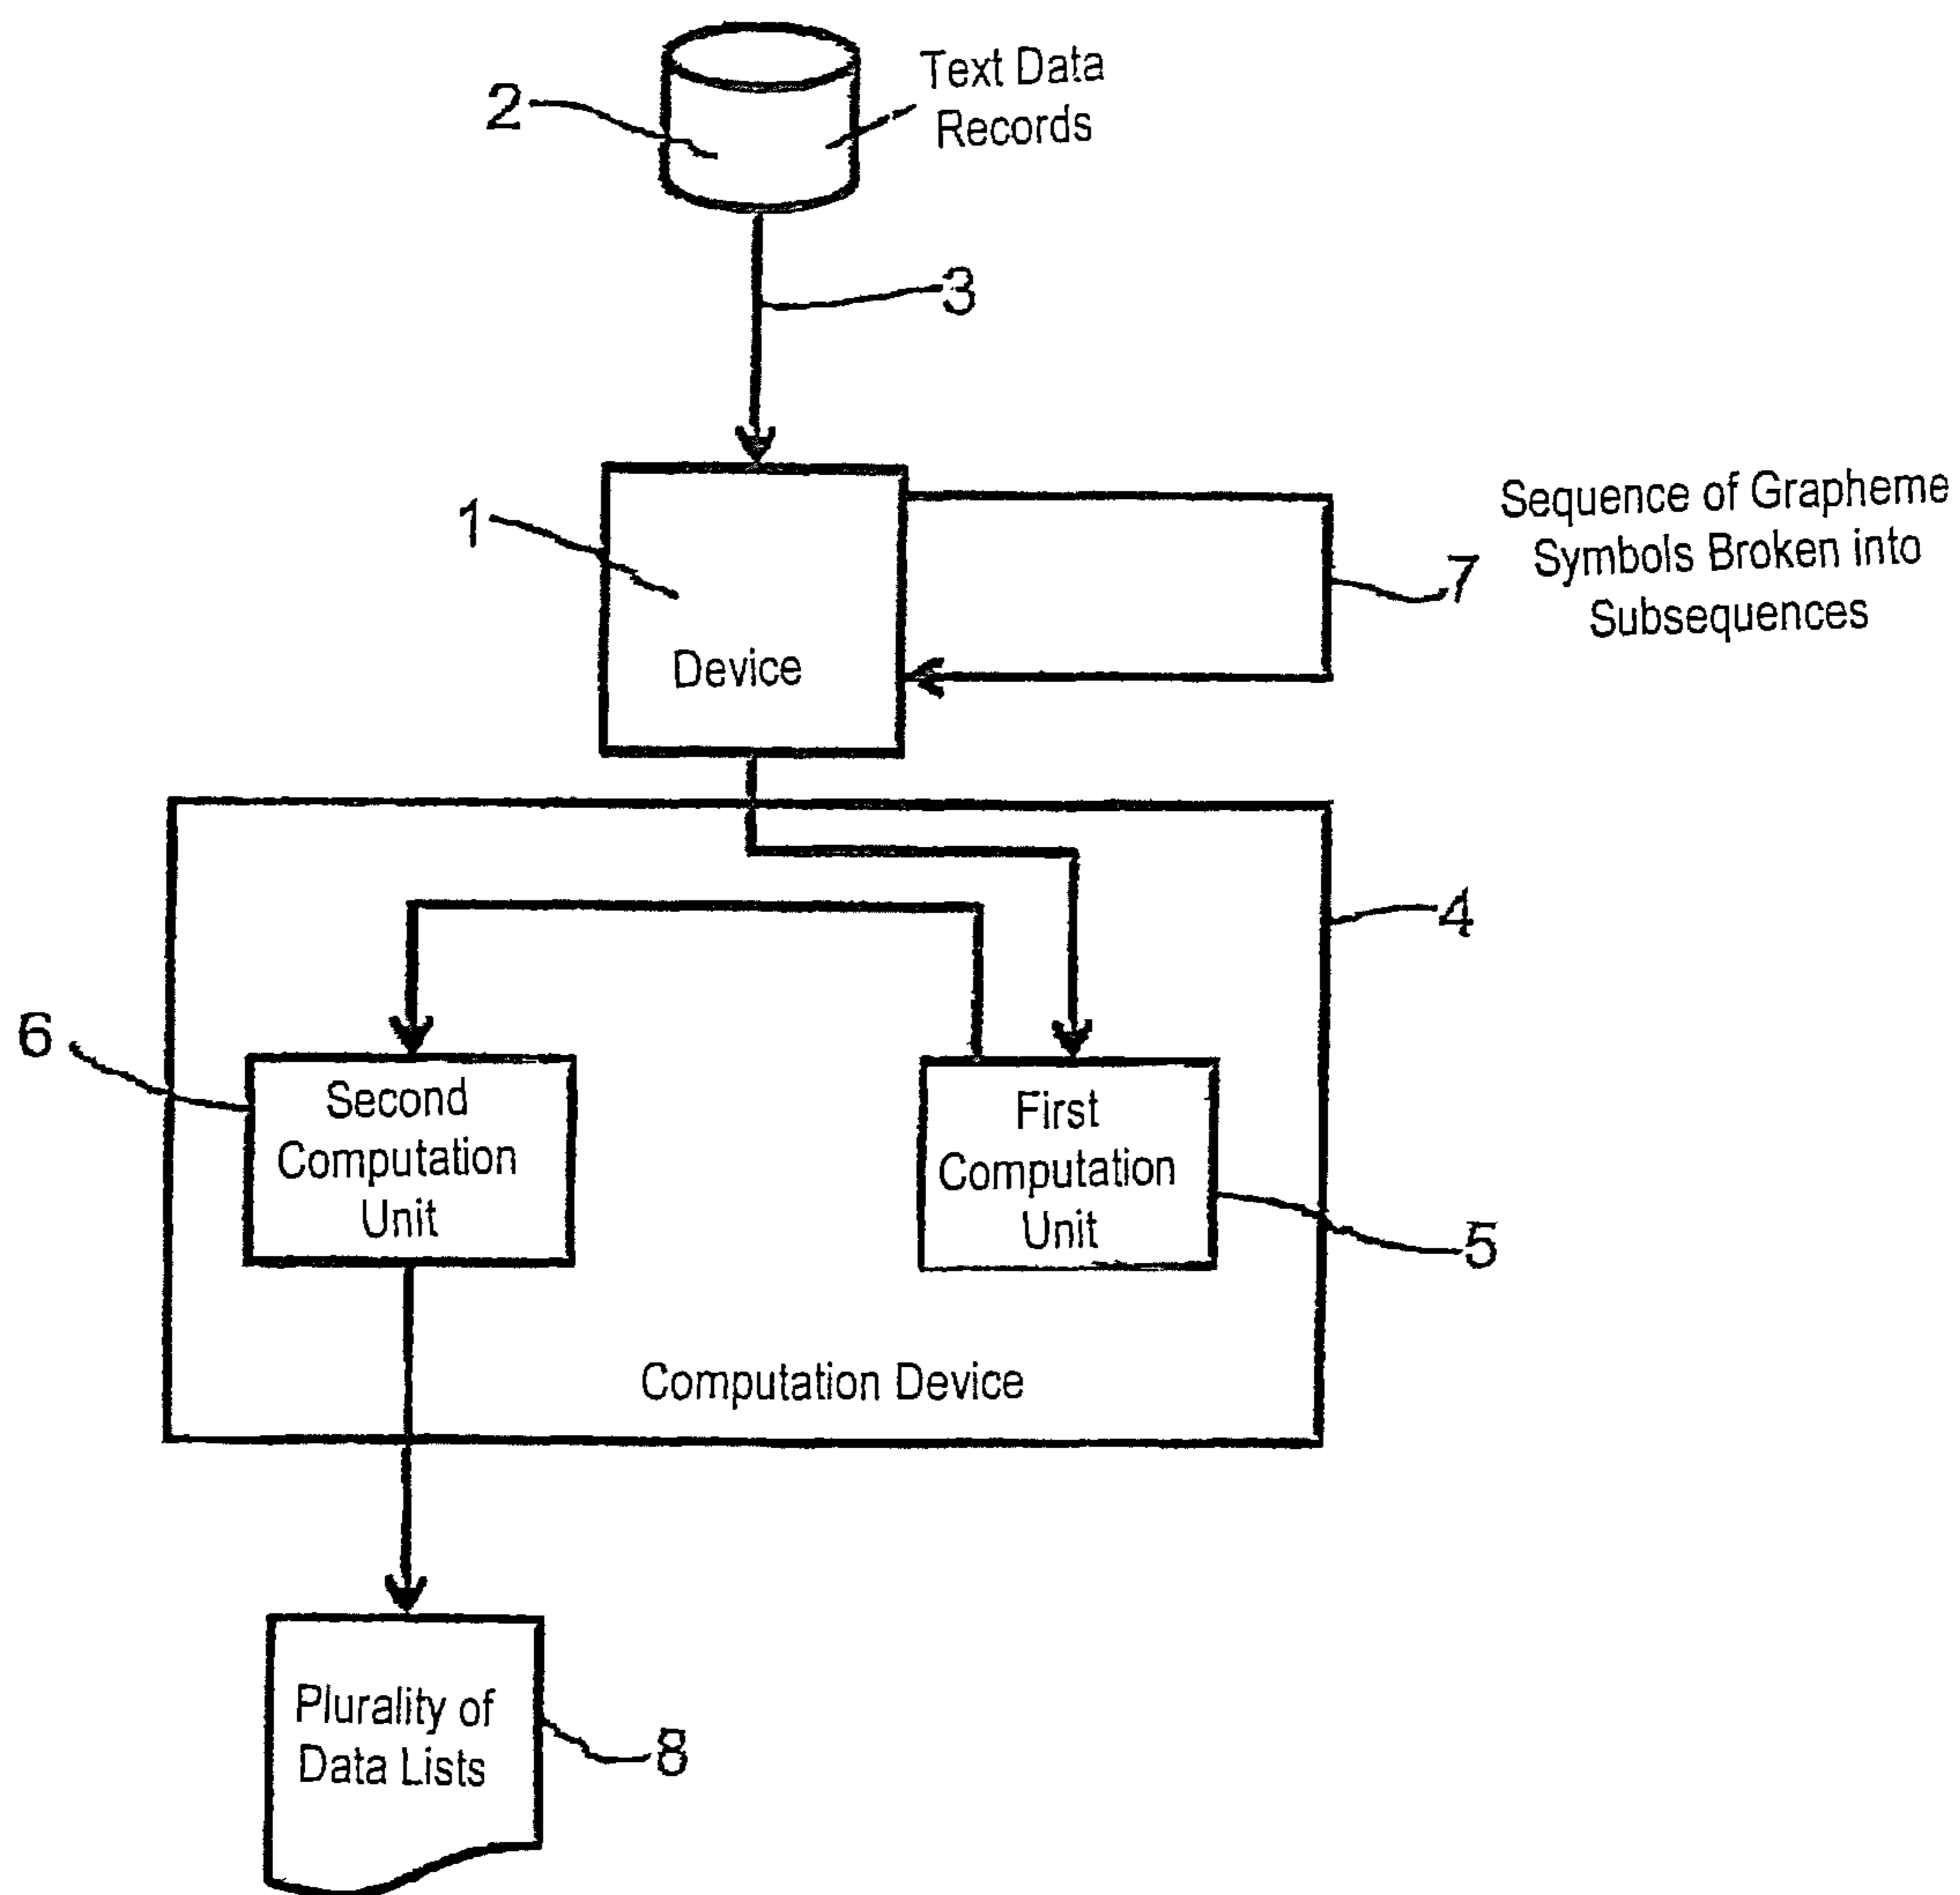 2
Text Data
Records
3
1
Device
Sequence of Grapheme
Symbols Broken into
Subsequences
7
4
6
Second
Computation
Unit
First
Computation
Unit
5
Computation Device
Plurality of
Data Lists
8